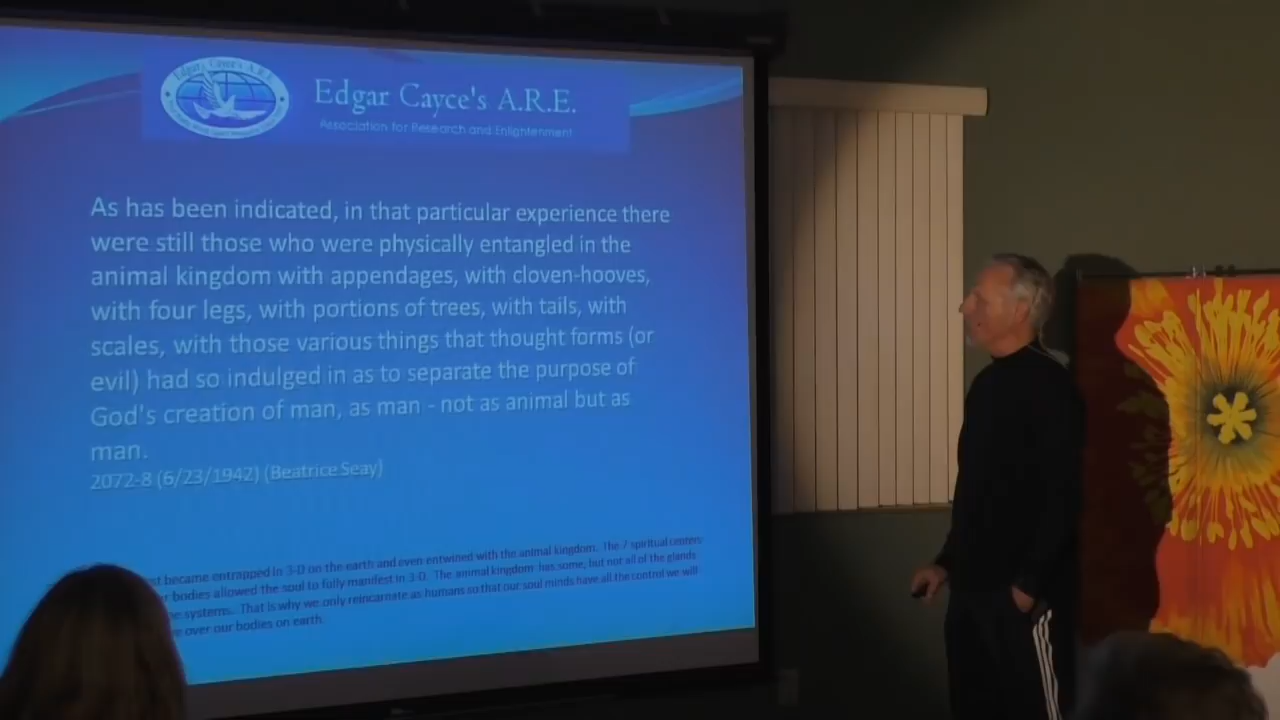 Edgar Cayce's A.R.E.
Edgar Cayce's A.R.E.
Association for Research and Enlightenment
As has been indicated, in that particular experience there
were still those who were physically entangled in the
animal kingdom with appendages, with cloven-hooves,
with four legs, with portions of trees, with tails, with
scales, with those various things that thought forms (or
evil) had so indulged in as to separate the purpose of
God's creation of man, as man - not as animal but as
man.
2072-8 (6/23/1942) (Beatrice Seay)
became entrapped in 3-D on the earth and even entwined with the animal kingdom. The 7 spiritual centers
bodies allowed the soul to fully manifest in 3-D. The animal kingdom has some, but not all of the glands
systems. That is why we only reincarnate as humans so that our soul minds have all the control we will
over our bodies on earth.